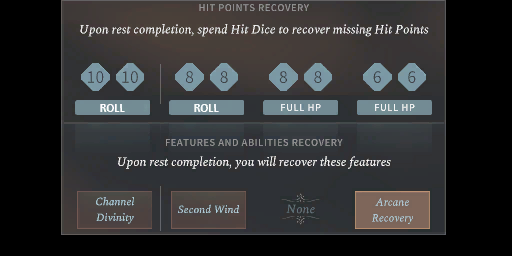 HIT POINTS RECOVERY
Upon rest completion, spend Hit Dice to recover missing Hit Points
10 10 8 8 8 8 6 6
ROLL ROLL FULL HP FULL HP
FEATURES AND ABILITIES RECOVERY
Upon rest completion, you will recover these features
Channel Divinity
Second Wind
None
Arcane Recovery